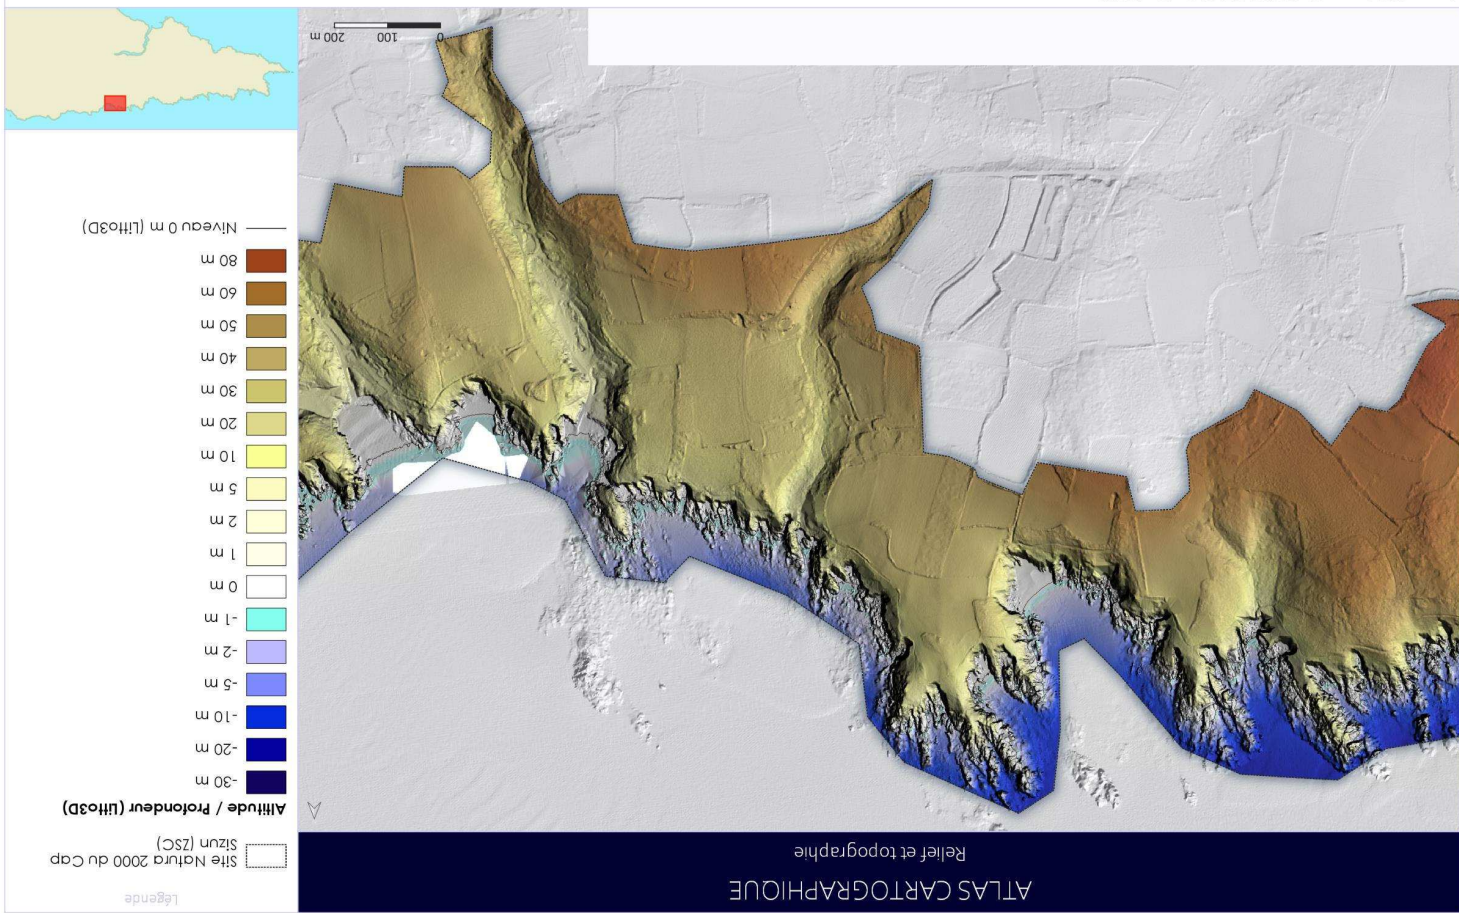 ATLAS CARTOGRAPHIQUE
Relief et topographie
Légende
Site Natura 2000 du Cap
Sizun (ZSC)
Altitude / Profondeur (Litto3D)
-30 m
-20 m
-10 m
-5 m
-2 m
-1 m
0 m
1 m
2 m
5 m
10 m
20 m
30 m
40 m
50 m
60 m
80 m
Niveau 0 m (Litto3D)
0 100 200 m